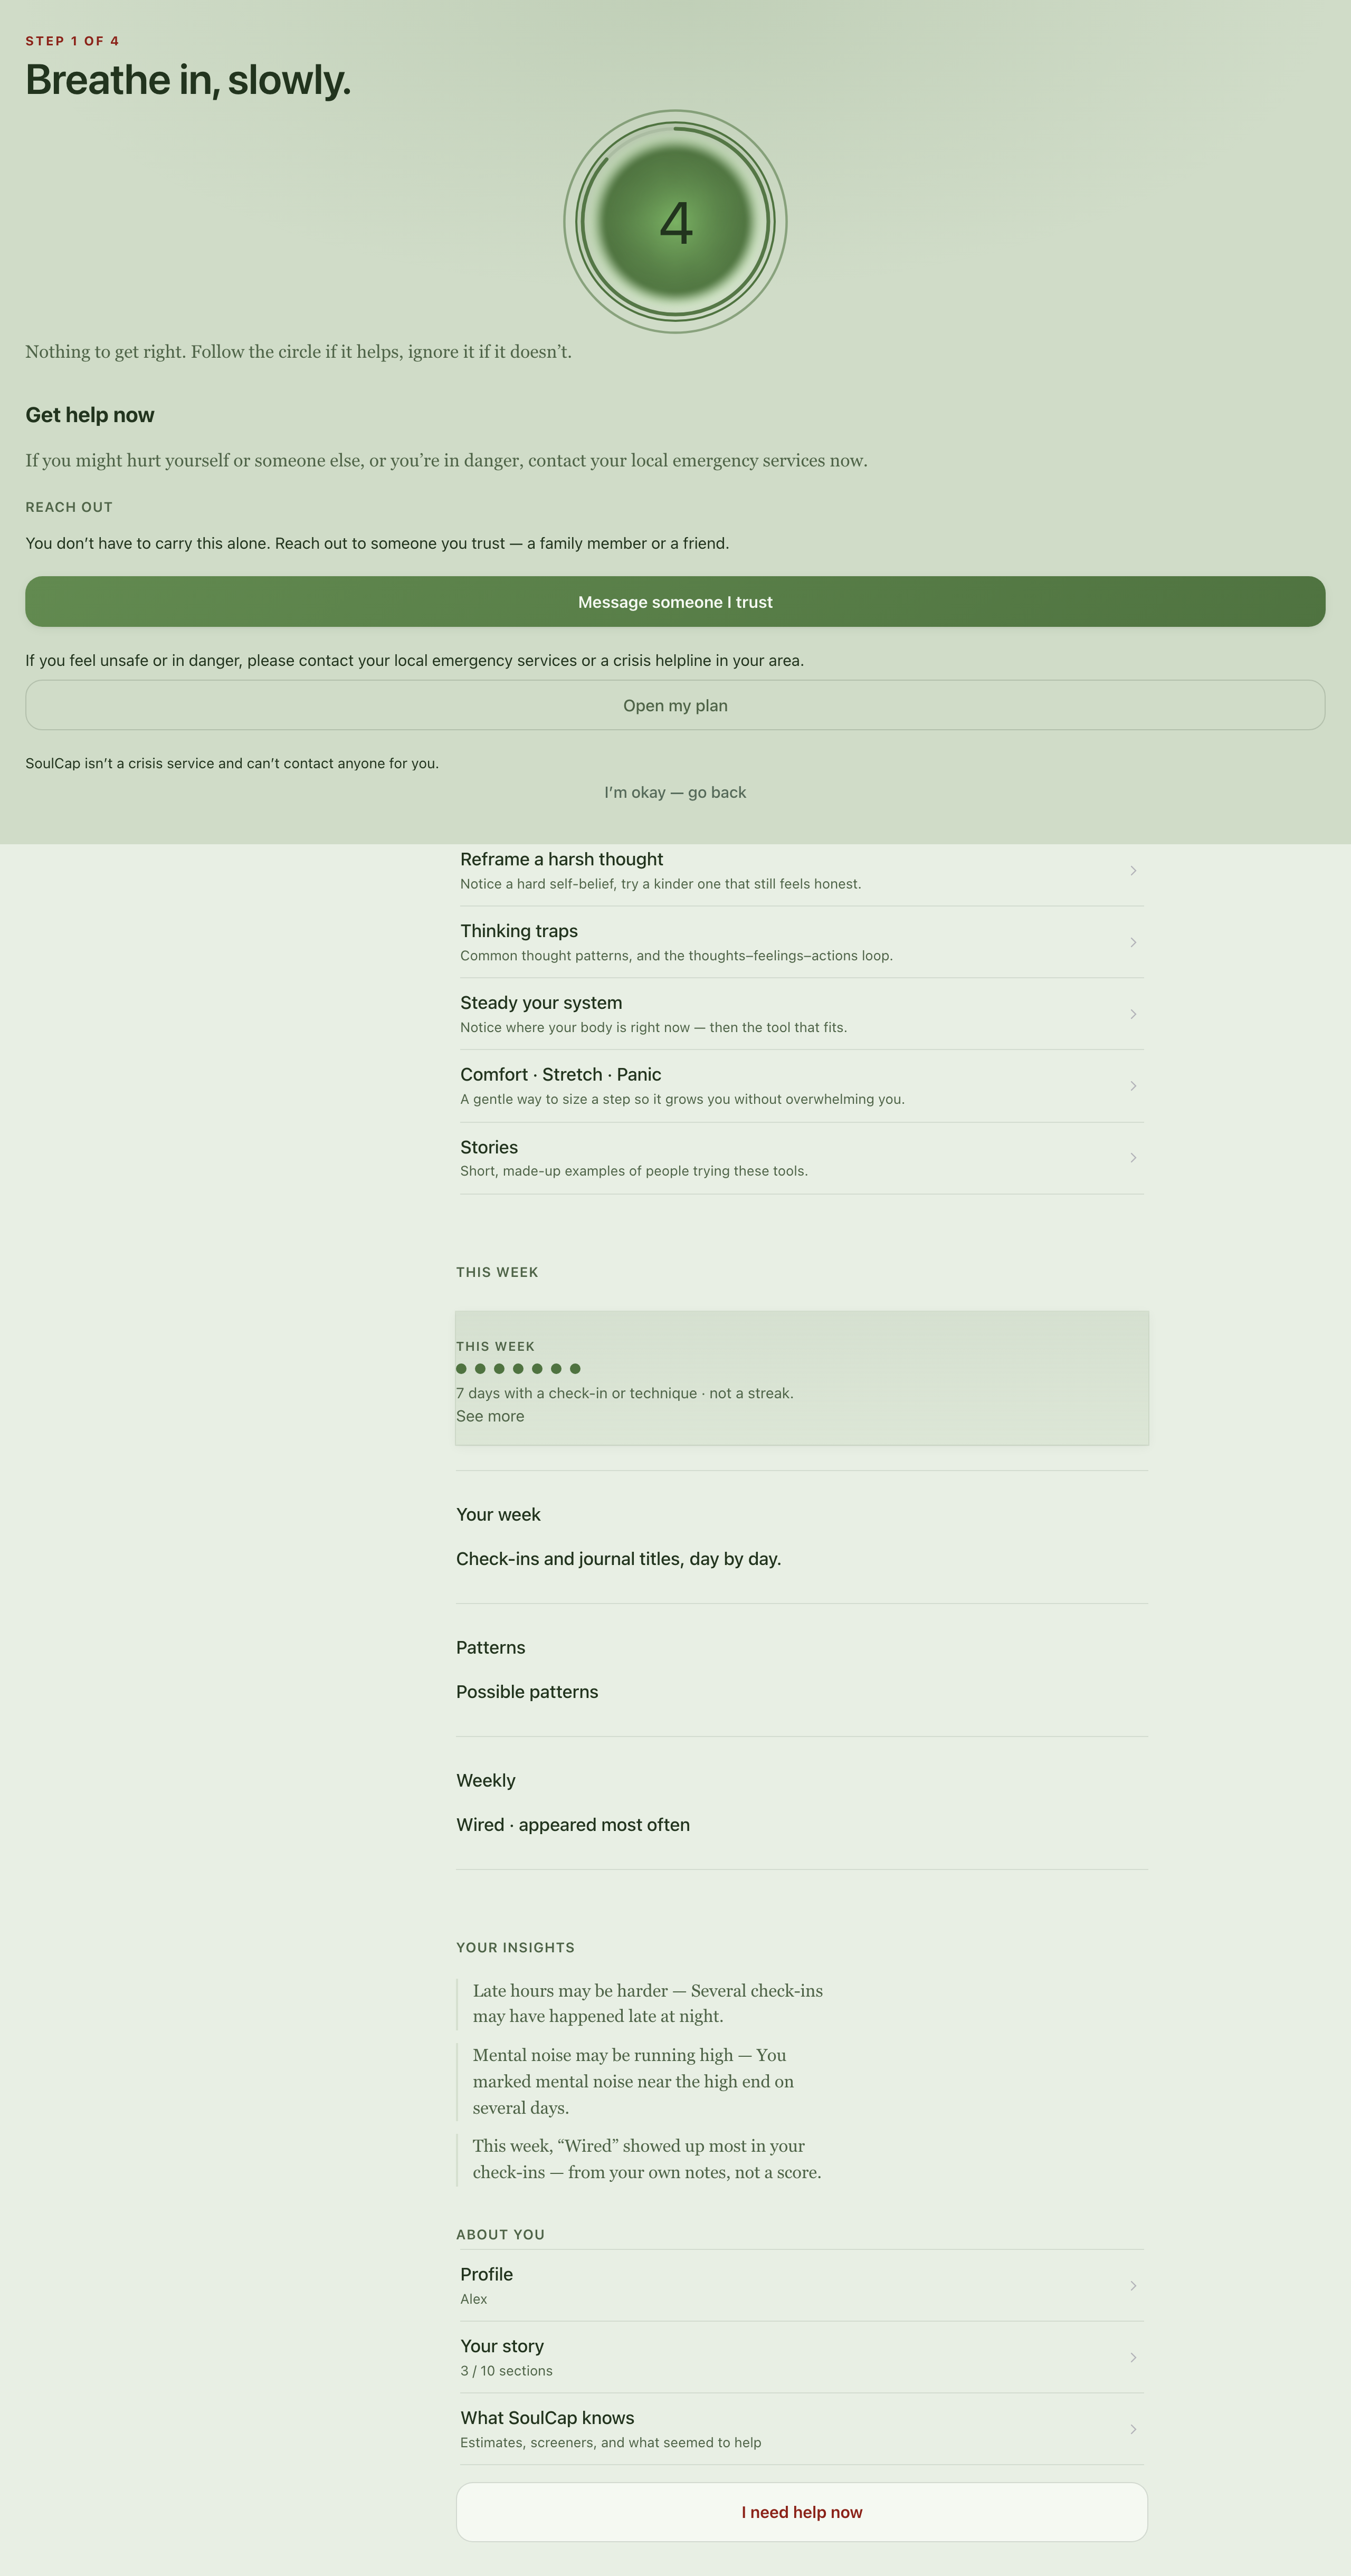 STEP 1 OF 4
Breathe in, slowly.
4
Nothing to get right. Follow the circle if it helps, ignore it if it doesn’t.
Get help now
If you might hurt yourself or someone else, or you’re in danger, contact your local emergency services now.
REACH OUT
You don’t have to carry this alone. Reach out to someone you trust — a family member or a friend.
Message someone I trust
If you feel unsafe or in danger, please contact your local emergency services or a crisis helpline in your area.
Open my plan
SoulCap isn’t a crisis service and can’t contact anyone for you.
I’m okay — go back
Reframe a harsh thought
Notice a hard self-belief, try a kinder one that still feels honest.
Thinking traps
Common thought patterns, and the thoughts–feelings–actions loop.
Steady your system
Notice where your body is right now — then the tool that fits.
Comfort · Stretch · Panic
A gentle way to size a step so it grows you without overwhelming you.
Stories
Short, made-up examples of people trying these tools.
THIS WEEK
THIS WEEK
7 days with a check-in or technique · not a streak.
See more
Your week
Check-ins and journal titles, day by day.
Patterns
Possible patterns
Weekly
Wired · appeared most often
YOUR INSIGHTS
Late hours may be harder — Several check-ins
may have happened late at night.
Mental noise may be running high — You
marked mental noise near the high end on
several days.
This week, “Wired” showed up most in your
check-ins — from your own notes, not a score.
ABOUT YOU
Profile
Alex
Your story
3 / 10 sections
What SoulCap knows
Estimates, screeners, and what seemed to help
I need help now